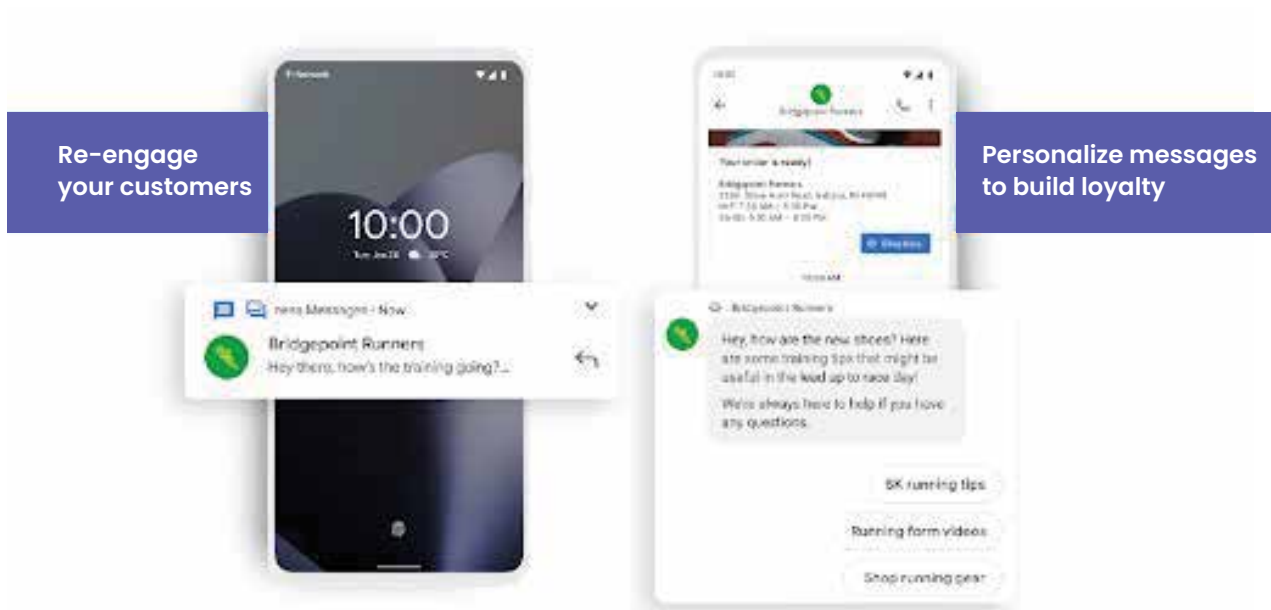 Re-engage
your customers
10:00
Messages - Now
Bridgepoint Runners
Hey there, how's the training going?...
Personalize messages
to build loyalty
Bridgepoint Runners
Your order is ready!
Bridgepoint Runners
Bridgepoint Runners
Hey, how are the new shoes? Here
are some training tips that might be
useful in the lead up to race day!
We're always here to help if you have
any questions.
5K running tips
Running form videos
Shop running gear